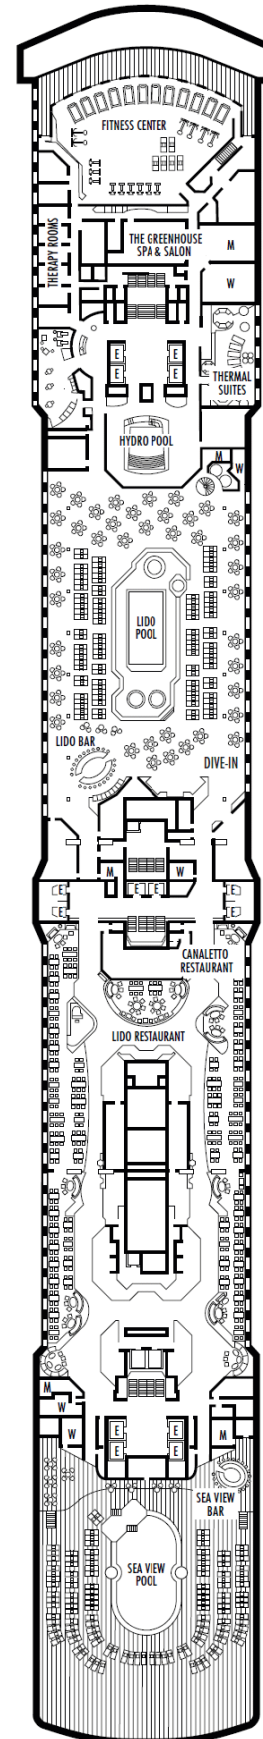 FITNESS CENTER
THE GREENHOUSE
SPA & SALON
M
THERAPY ROOMS
W
E E
E E
THERMAL
SUITES
HYDRO POOL
M
W
LIDO
POOL
LIDO BAR
DIVE-IN
M
W
E E
E
E
E
E
CANALETTO
RESTAURANT
LIDO RESTAURANT
M
W
W
E E
E E
M
SEA VIEW
BAR
SEA VIEW
POOL